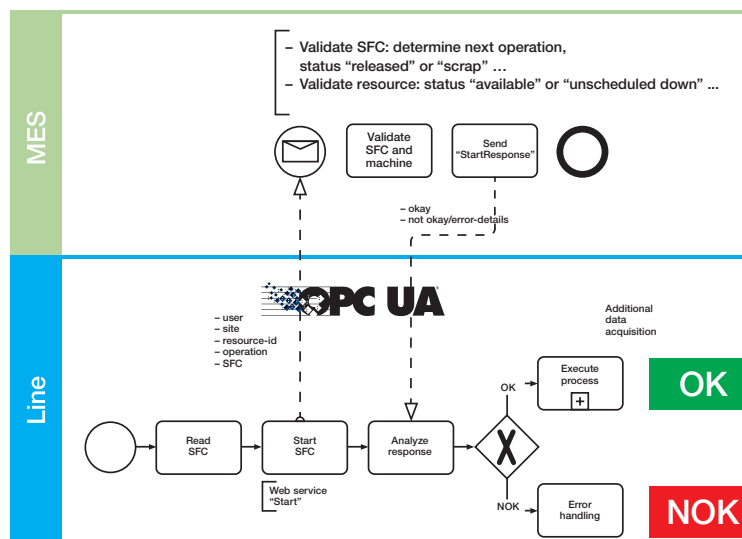 MES
– Validate SFC: determine next operation,
status “released” or “scrap” …
– Validate resource: status “available” or “unscheduled down” ...
Validate
SFC and
machine
Send
“StartResponse”
– okay
– not okay/error-details
Line
OPC UA
– user
– site
– resource-id
– operation
– SFC
Additional
data
acquisition
Read
SFC
Start
SFC
Analyze
response
Web service
“Start”
OK
X
NOK
Execute
process
+
OK
Error
handling
NOK